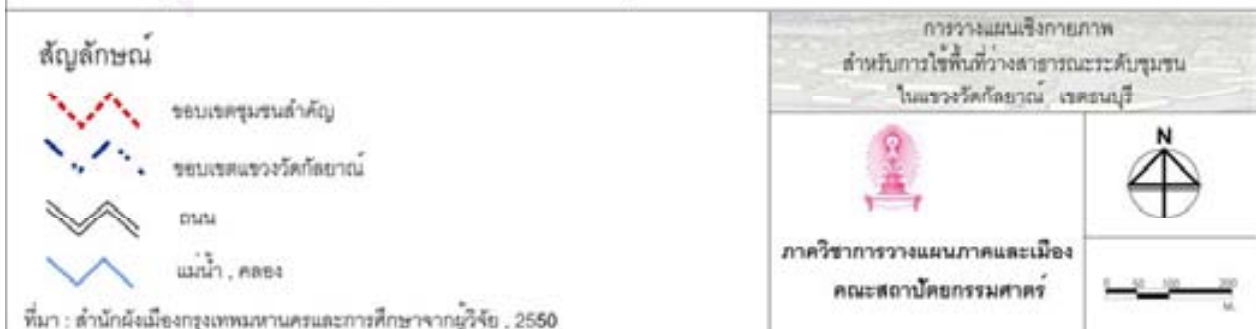 สัญลักษณ์
ขอบเขตชุมชนสำคัญ
ขอบเขตแขวงวัดกัลยาณ์
ถนน
แม่น้ำ , คลอง
ที่มา : สำนักผังเมืองกรุงเทพมหานครและการศึกษาจากผู้วิจัย , 2550
การวางแผนเชิงกายภาพ
สำหรับการใช้พื้นที่ว่างสาธารณะระดับชุมชน
ในแขวงวัดกัลยาณ์ เขตธนบุรี
ภาควิชาการวางแผนภาคและเมือง
คณะสถาปัตยกรรมศาตร์
N
0 50 100 200
M.